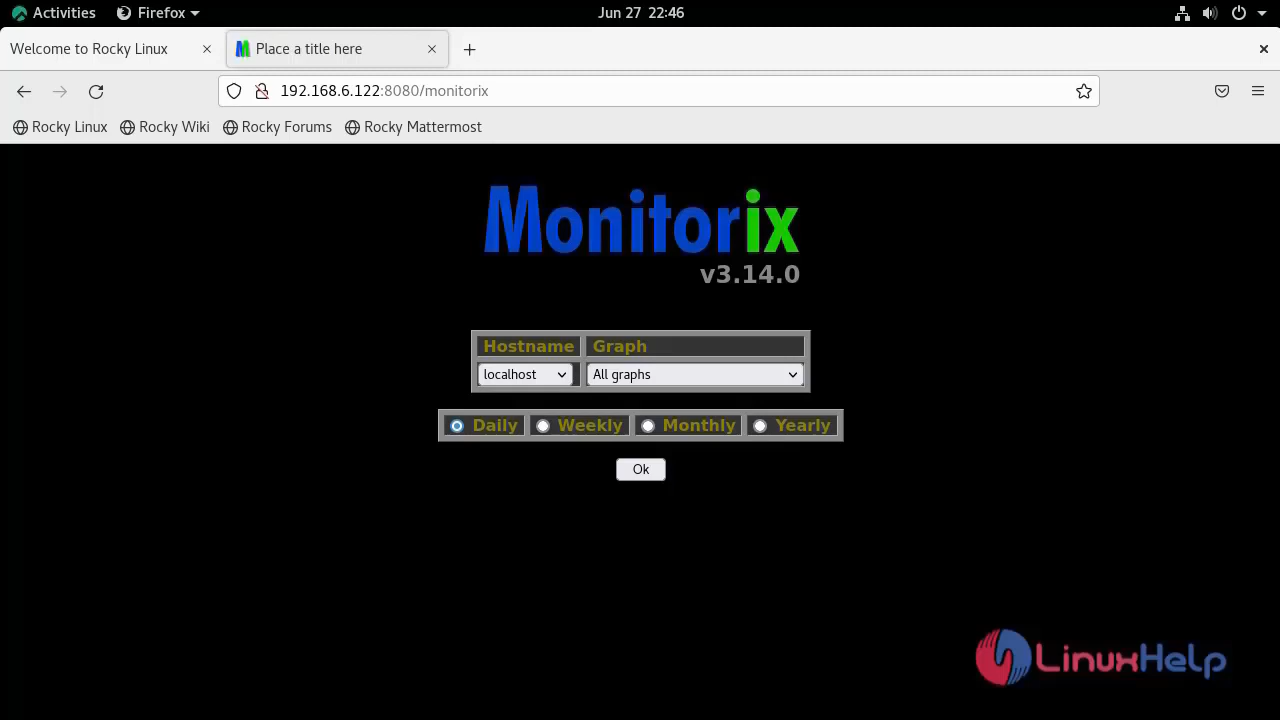 Activities Firefox Jun 27 22:46
Welcome to Rocky Linux Place a title here
192.168.6.122:8080/monitorix
Rocky Linux Rocky Wiki Rocky Forums Rocky Mattermost
Monitorix
v3.14.0
Hostname Graph
localhost All graphs
Daily Weekly Monthly Yearly
Ok
LinuxHelp